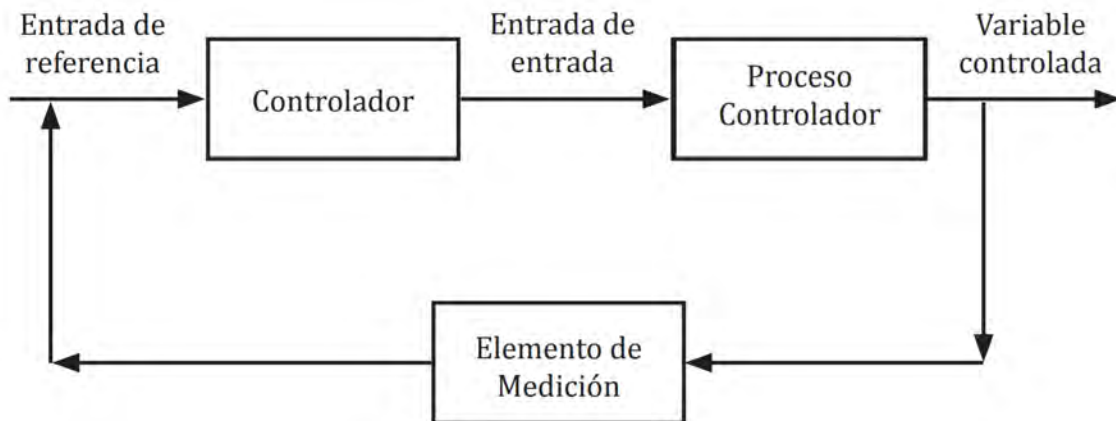 Entrada de
referencia
Controlador
Entrada de
entrada
Proceso
Controlador
Variable
controlada
Elemento de
Medición